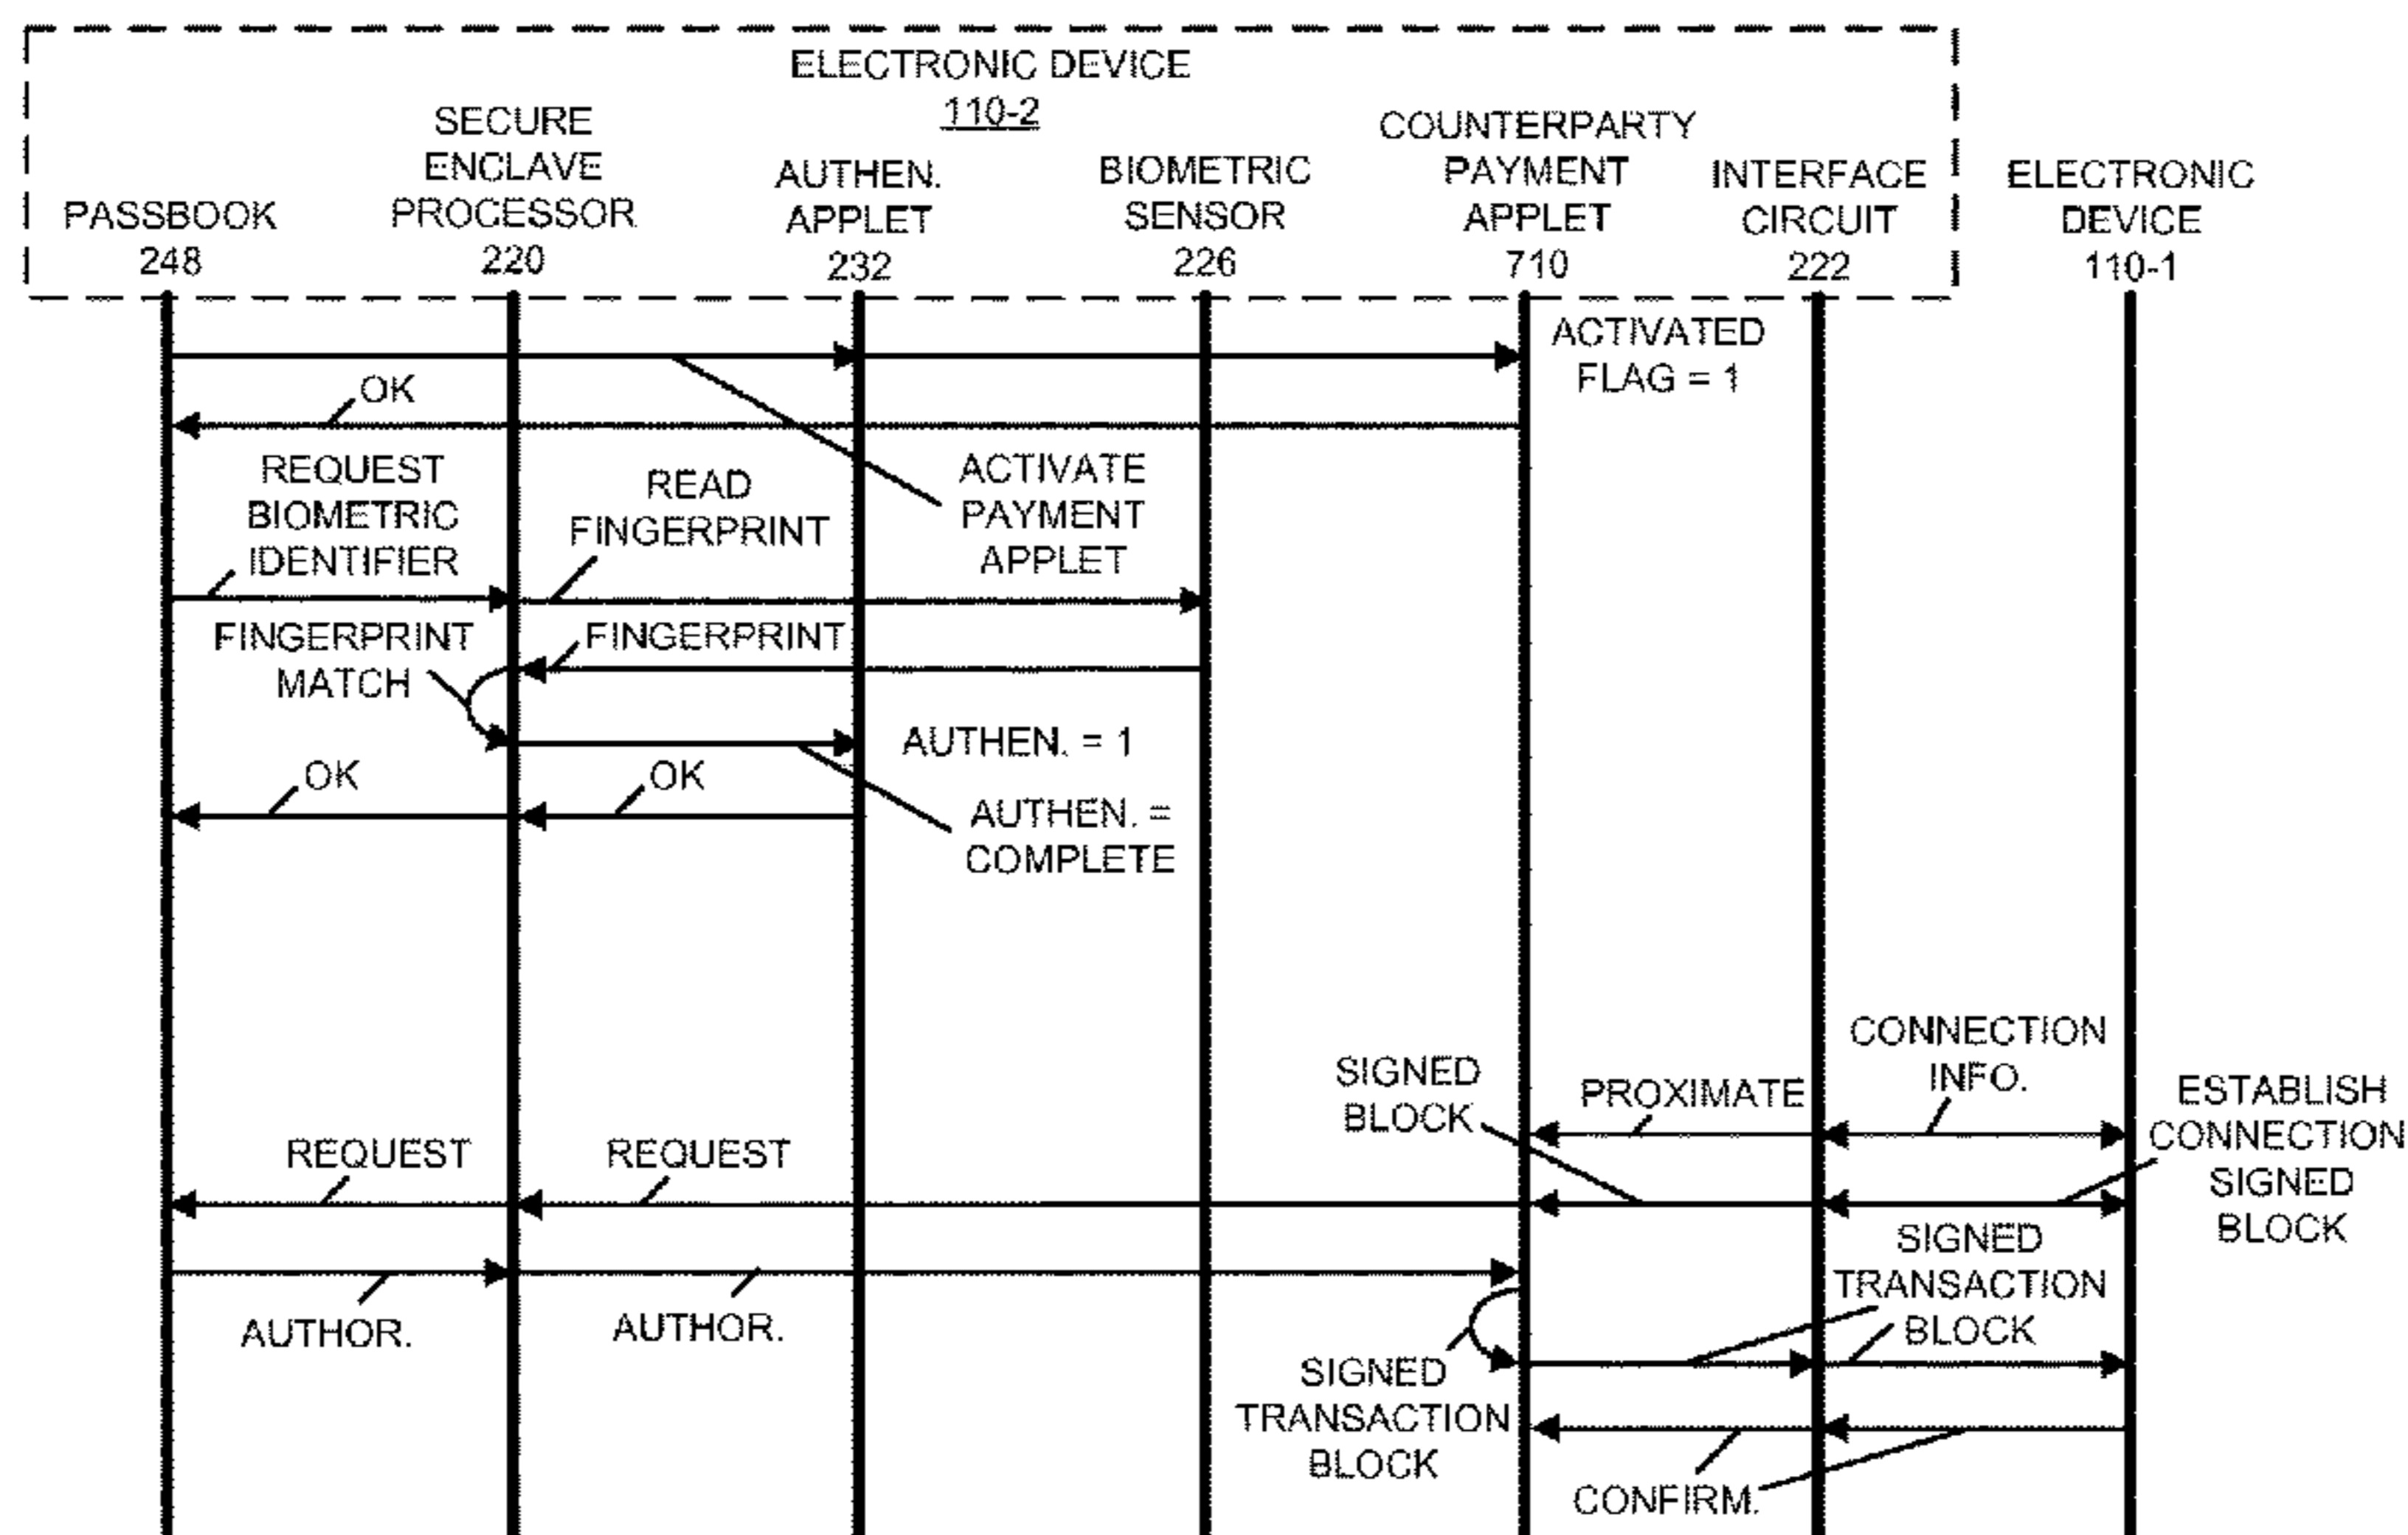 ELECTRONIC DEVICE
110-2
PASSBOOK
248
SECURE
ENCLAVE
PROCESSOR
220
AUTHEN.
APPLET
232
BIOMETRIC
SENSOR
226
COUNTERPARTY
PAYMENT
APPLET
710
INTERFACE
CIRCUIT
222
ELECTRONIC
DEVICE
110-1
ACTIVATED
FLAG = 1
OK
ACTIVATE
PAYMENT
APPLET
REQUEST
BIOMETRIC
IDENTIFIER
READ
FINGERPRINT
FINGERPRINT
MATCH
FINGERPRINT
AUTHEN. = 1
OK
OK
AUTHEN. =
COMPLETE
CONNECTION
INFO.
PROXIMATE
SIGNED
BLOCK
ESTABLISH
CONNECTION
SIGNED
BLOCK
REQUEST
REQUEST
SIGNED
TRANSACTION
BLOCK
AUTHOR.
AUTHOR.
SIGNED
TRANSACTION
BLOCK
CONFIRM.